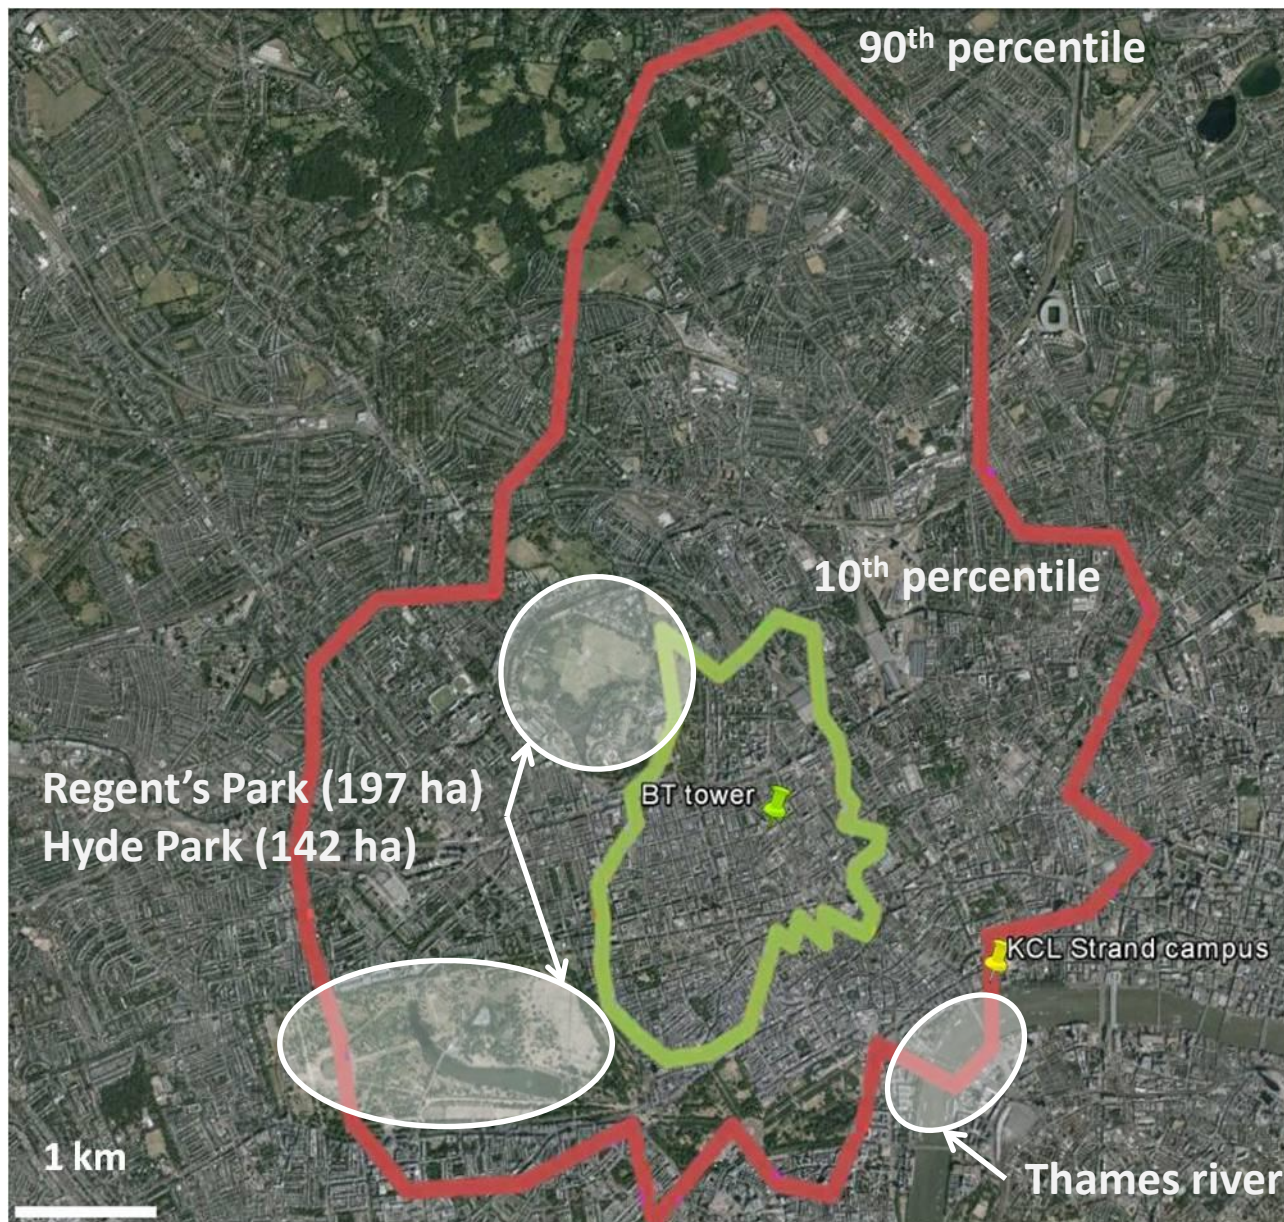 90th percentile
10th percentile
Regent's Park (197 ha)
Hyde Park (142 ha)
BT tower
KCL Strand campus
1 km
Thames river